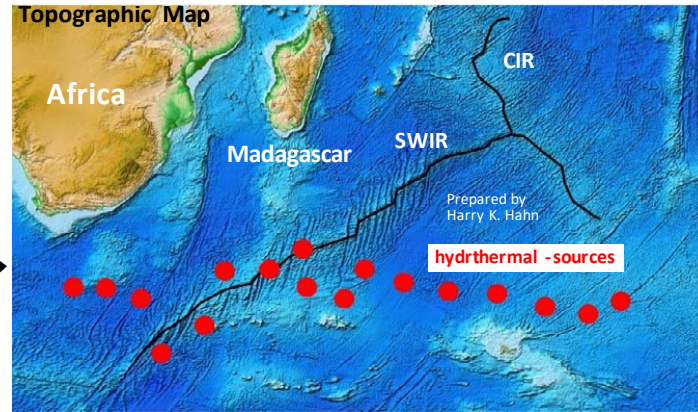 Topographic Map
CIR
Africa
SWIR
Madagascar
Prepared by
Harry K. Hahn
hydrthermal - sources